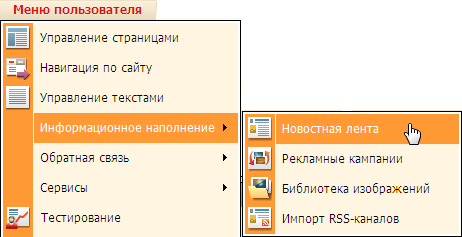 Меню пользователя
Управление страницами
Навигация по сайту
Управление текстами
Информационное наполнение
Обратная связь
Сервисы
Тестирование
Новостная лента
Рекламные кампании
Библиотека изображений
Импорт RSS-каналов